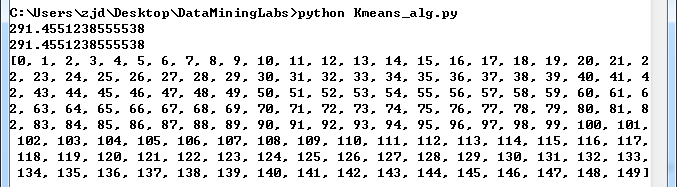 C:\Users\zjd\Desktop\DataMiningLabs>python Kmeans_alg.py
291.4551238555538
291.4551238555538
[0, 1, 2, 3, 4, 5, 6, 7, 8, 9, 10, 11, 12, 13, 14, 15, 16, 17, 18, 19, 20, 21, 2
2, 23, 24, 25, 26, 27, 28, 29, 30, 31, 32, 33, 34, 35, 36, 37, 38, 39, 40, 41, 4
2, 43, 44, 45, 46, 47, 48, 49, 50, 51, 52, 53, 54, 55, 56, 57, 58, 59, 60, 61, 6
2, 63, 64, 65, 66, 67, 68, 69, 70, 71, 72, 73, 74, 75, 76, 77, 78, 79, 80, 81, 8
2, 83, 84, 85, 86, 87, 88, 89, 90, 91, 92, 93, 94, 95, 96, 97, 98, 99, 100, 101,
102, 103, 104, 105, 106, 107, 108, 109, 110, 111, 112, 113, 114, 115, 116, 117,
118, 119, 120, 121, 122, 123, 124, 125, 126, 127, 128, 129, 130, 131, 132, 133,
134, 135, 136, 137, 138, 139, 140, 141, 142, 143, 144, 145, 146, 147, 148, 149]